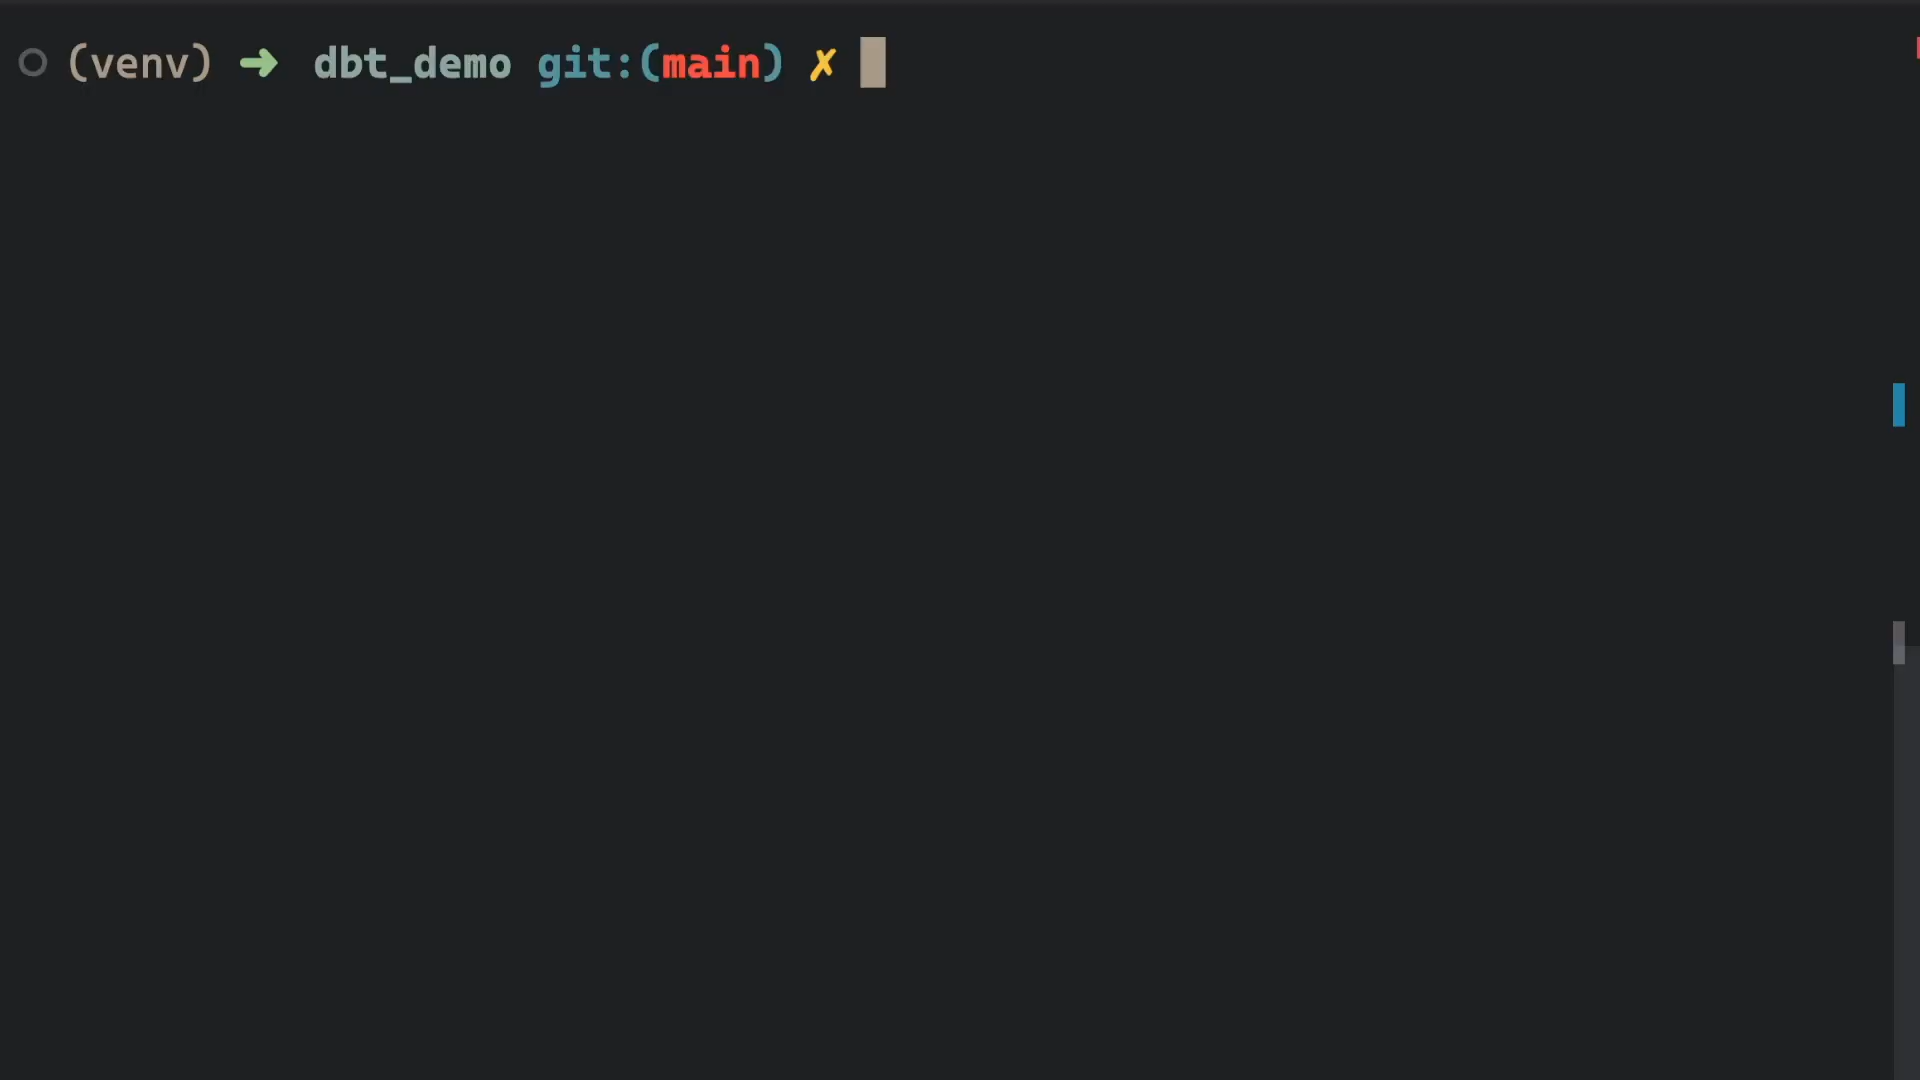 (venv) ➜ dbt_demo git:(main) ✗